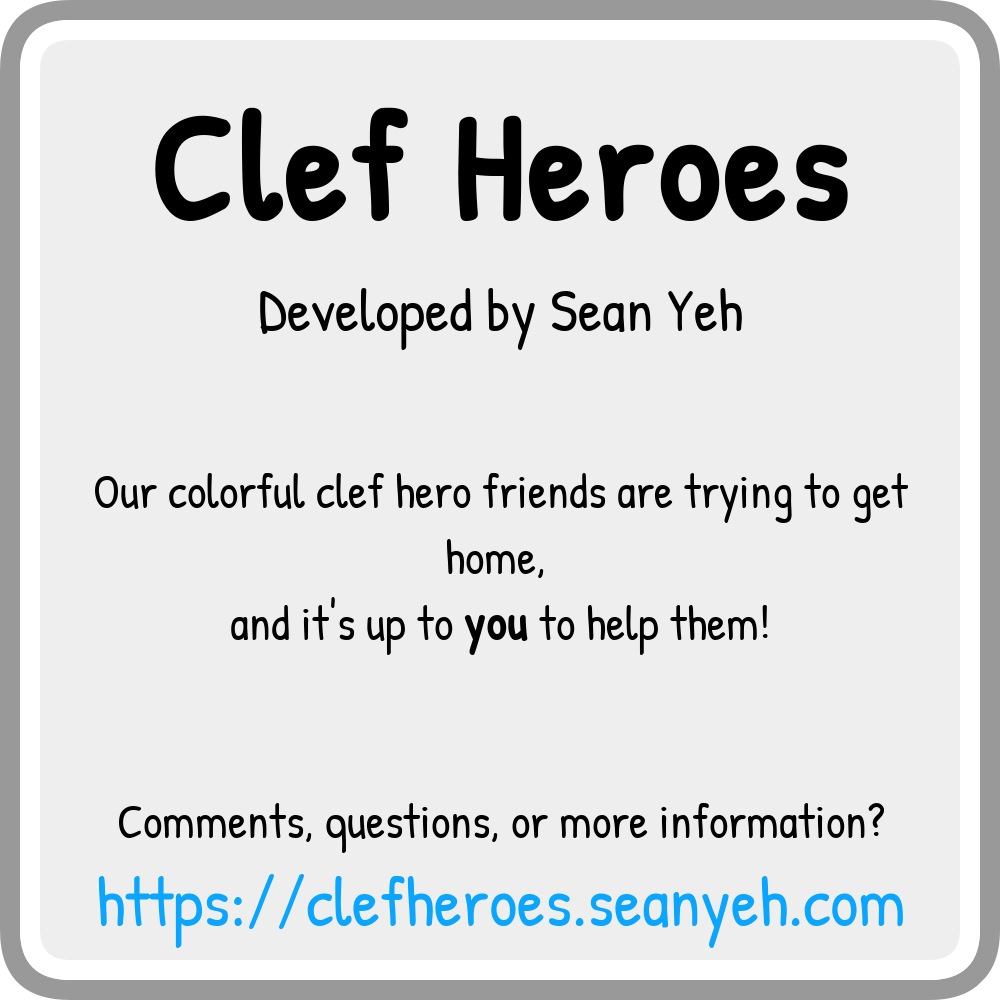 Clef Heroes
Developed by Sean Yeh
Our colorful clef hero friends are trying to get
home,
and it's up to you to help them!
Comments, questions, or more information?
https://clefheroes.seanyeh.com